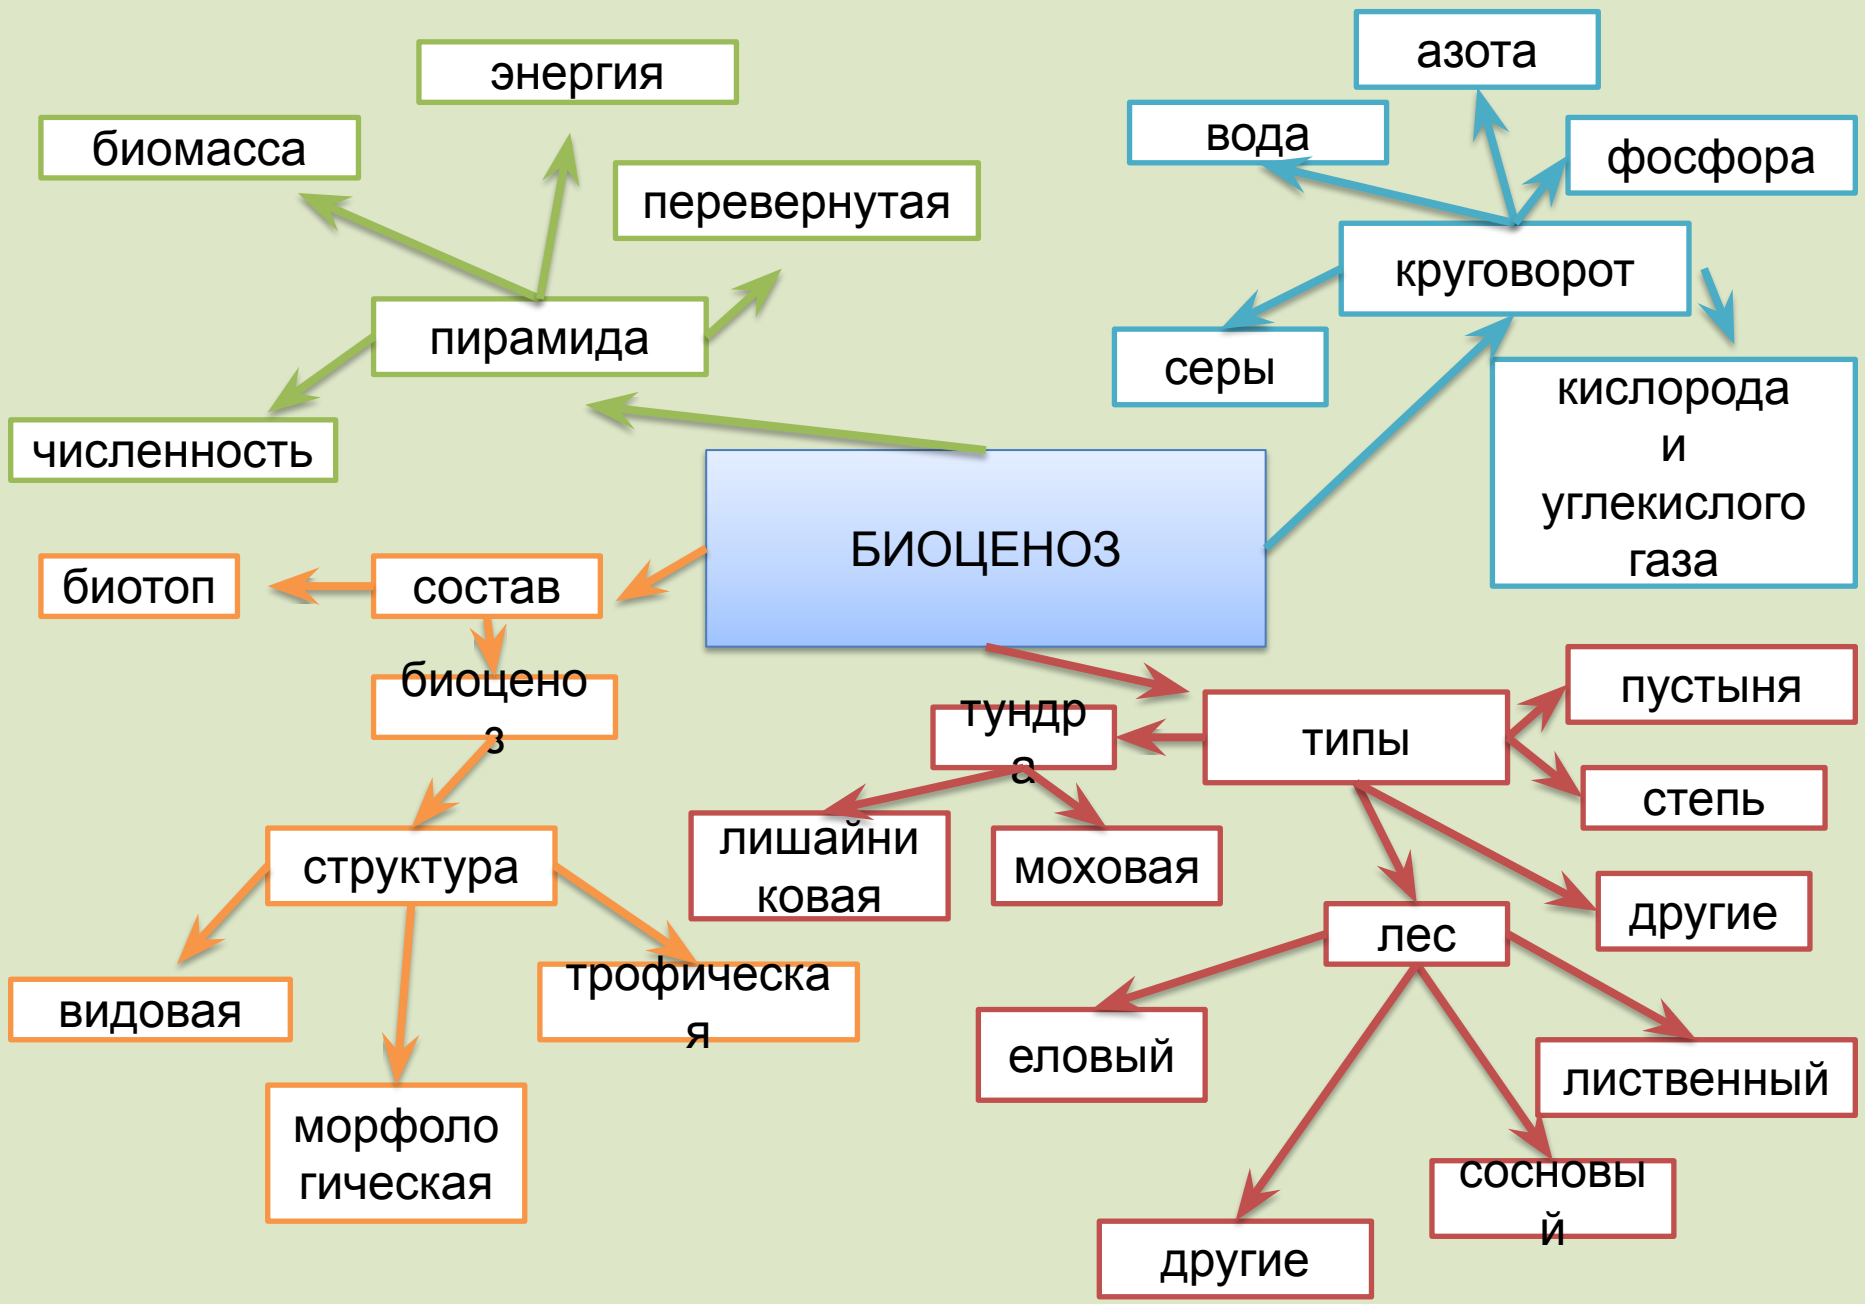 азота
энергия
вода
биомасса
фосфора
перевернутая
круговорот
пирамида
серы
кислорода
и
углекислого
газа
численность
БИОЦЕНОЗ
биотоп
состав
биоцено
з
пустыня
тундр
а
типы
степь
лишайни
ковая
моховая
структура
другие
лес
трофическа
я
видовая
еловый
лиственный
морфоло
гическая
сосновы
й
другие